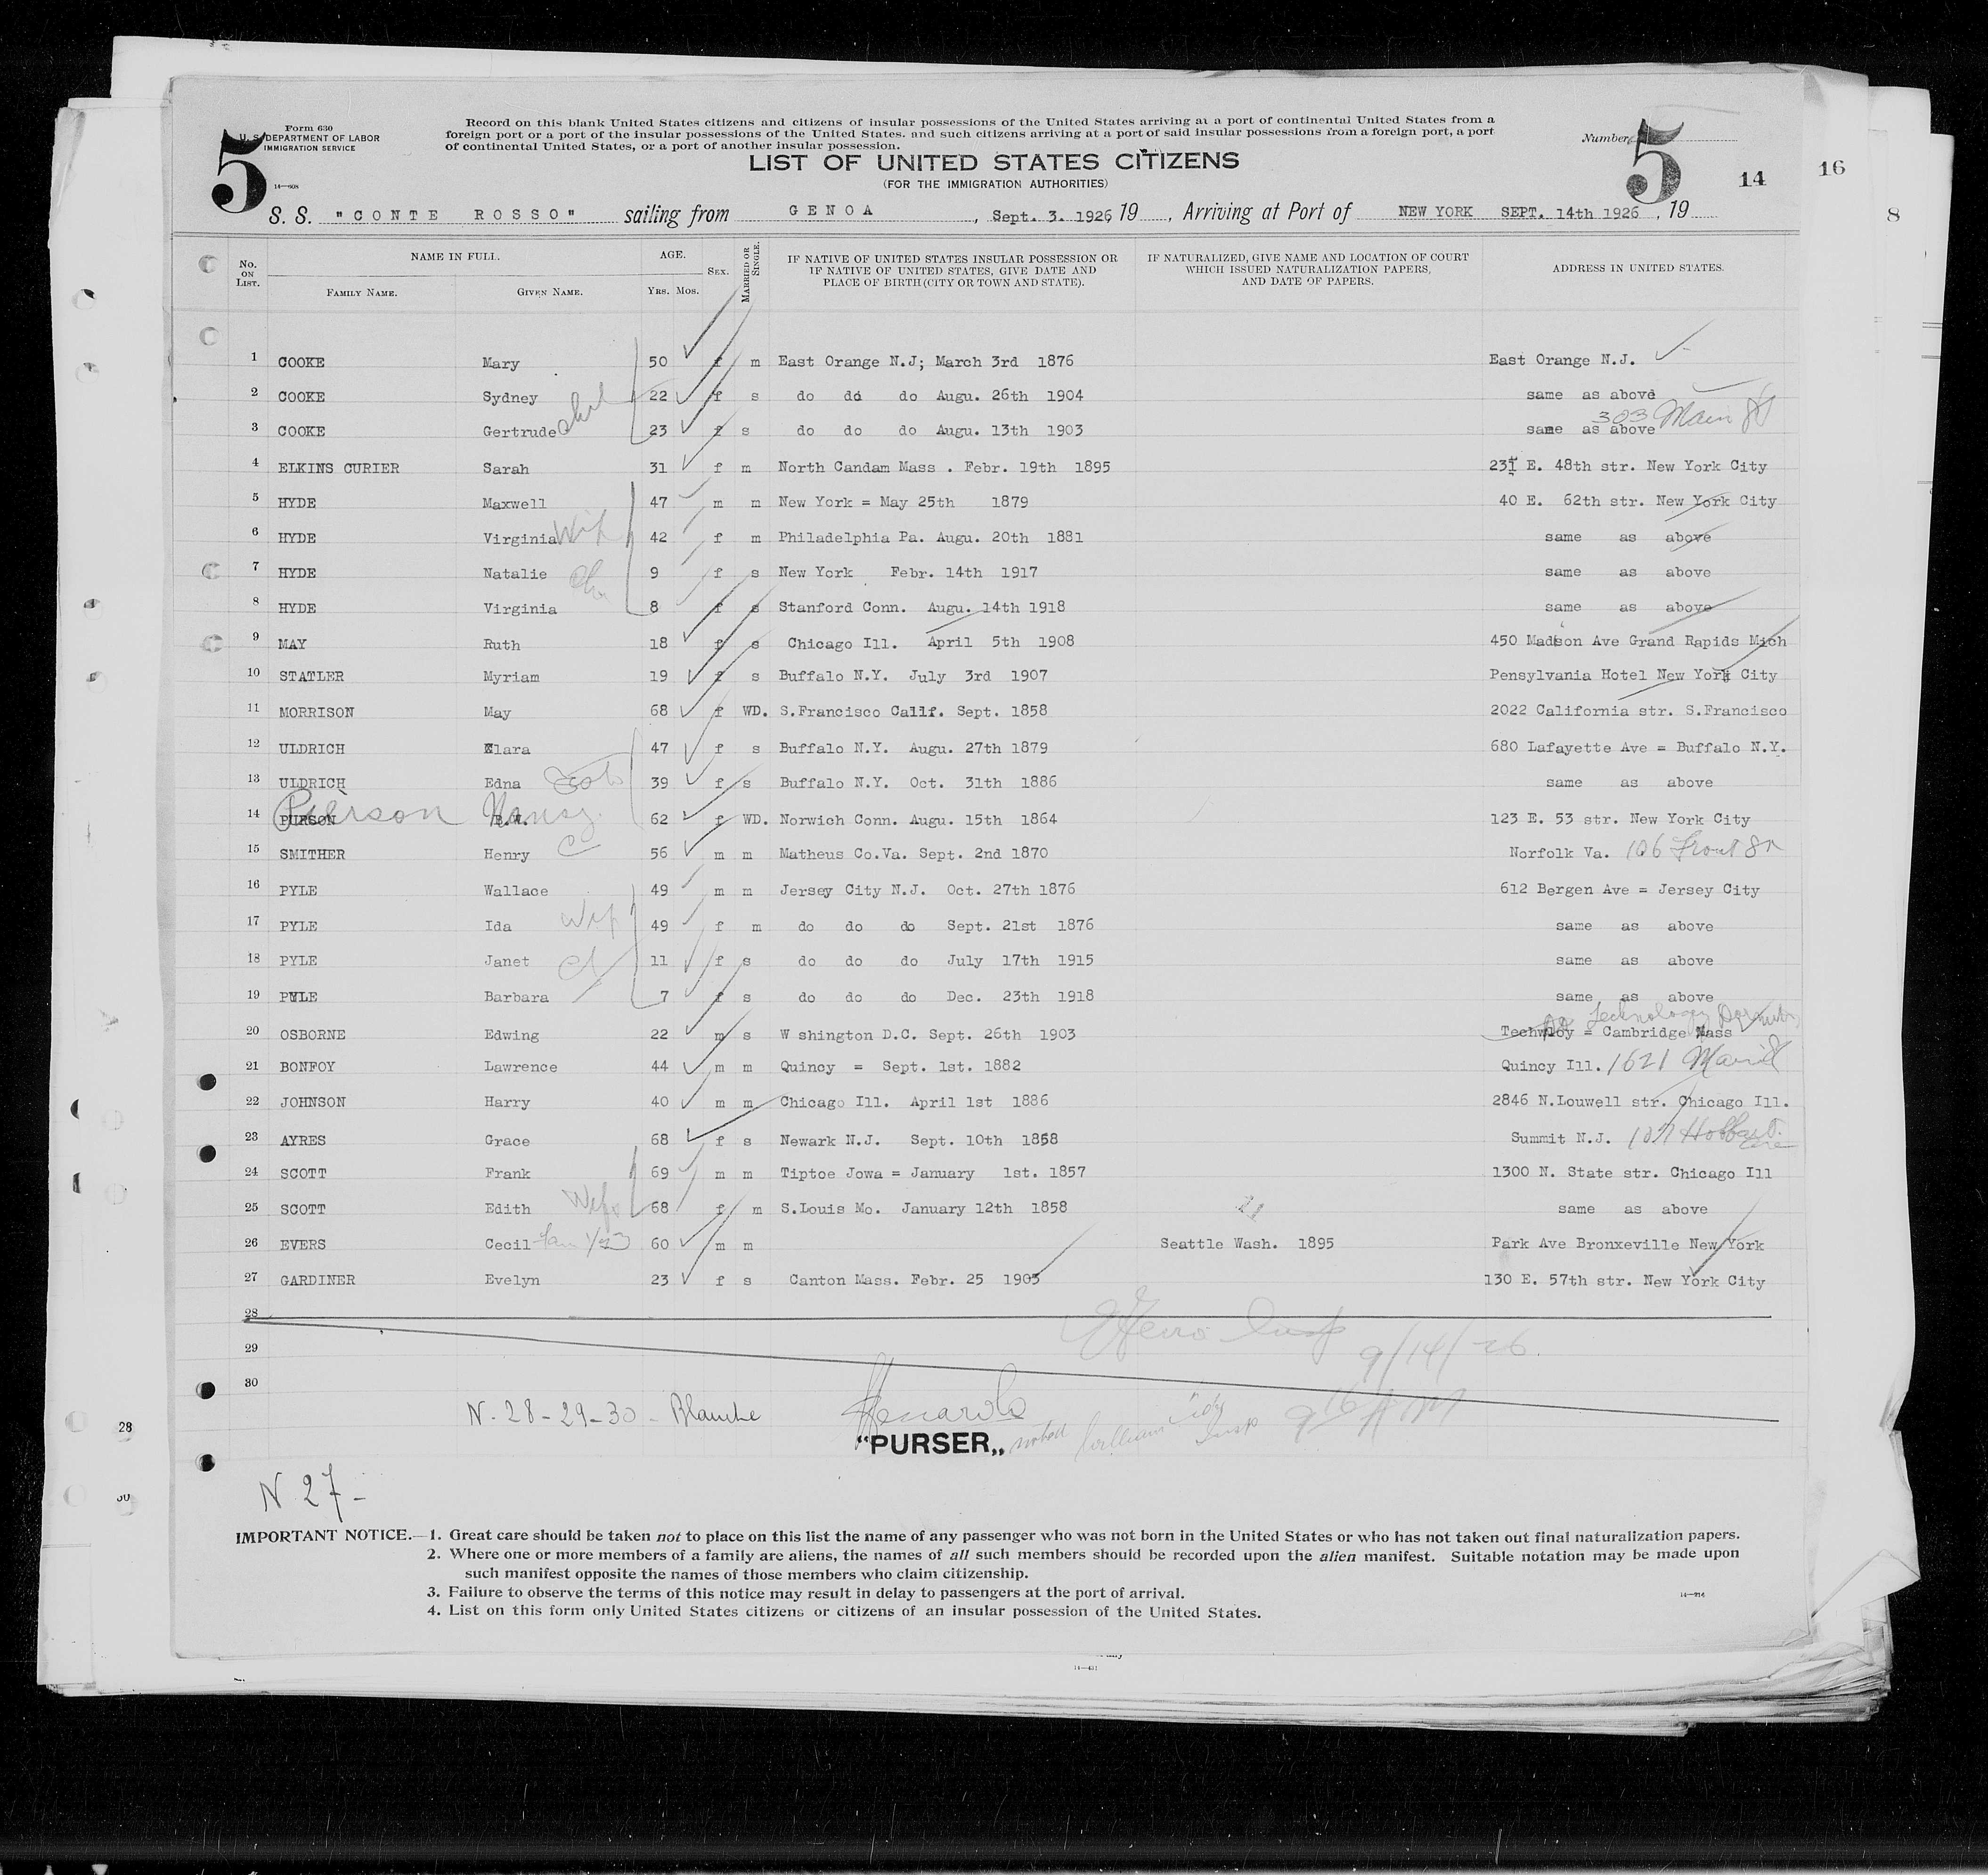 Form 630
U. S. DEPARTMENT OF LABOR
IMMIGRATION SERVICE
5
14—608
Record on this blank United States citizens and citizens of insular possessions of the United States arriving at a port of continental United States from a
foreign port or a port of the insular possessions of the United States. and such citizens arriving at a port of said insular possessions from a foreign port, a port
of continental United States, or a port of another insular possession.
Number 5
14
16
8
LIST OF UNITED STATES CITIZENS
(FOR THE IMMIGRATION AUTHORITIES)
S. S. "CONTE ROSSO" sailing from GENOA, Sept. 3. 1926, 19, Arriving at Port of NEW YORK SEPT. 14th 1926, 19
No. ON LIST. NAME IN FULL. FAMILY NAME. GIVEN NAME. AGE. YRS. MOS. SEX. MARRIED OR SINGLE.
IF NATIVE OF UNITED STATES INSULAR POSSESSION OR
IF NATIVE OF UNITED STATES, GIVE DATE AND
PLACE OF BIRTH (CITY OR TOWN AND STATE).
IF NATURALIZED, GIVE NAME AND LOCATION OF COURT
WHICH ISSUED NATURALIZATION PAPERS,
AND DATE OF PAPERS.
ADDRESS IN UNITED STATES.
1 COOKE Mary 50 f m East Orange N.J; March 3rd 1876 East Orange N.J.
2 COOKE Sydney 22 f s do do do Augu. 26th 1904 same as above
3 COOKE Gertrude 23 f s do do do Augu. 13th 1903 same as above 303 Main St
4 ELKINS CURIER Sarah 31 f m North Candam Mass . Febr. 19th 1895 231 E. 48th str. New York City
5 HYDE Maxwell 47 m m New York = May 25th 1879 40 E. 62th str. New York City
6 HYDE Virginia Wif 42 f m Philadelphia Pa. Augu. 20th 1881 same as above
7 HYDE Natalie 9 f s New York Febr. 14th 1917 same as above
8 HYDE Virginia 8 f s Stanford Conn. Augu. 14th 1918 same as above
9 MAY Ruth 18 f s Chicago Ill. April 5th 1908 450 Madison Ave Grand Rapids Mich
10 STATLER Myriam 19 f s Buffalo N.Y. July 3rd 1907 Pensylvania Hotel New York City
11 MORRISON May 68 f WD. S.Francisco Calif. Sept. 1858 2022 California str. S.Francisco
12 ULDRICH Clara 47 f s Buffalo N.Y. Augu. 27th 1879 680 Lafayette Ave = Buffalo N.Y.
13 ULDRICH Edna 39 f s Buffalo N.Y. Oct. 31th 1886 same as above
14 PURSON Pierson B.W. Nancy 62 f WD. Norwich Conn. Augu. 15th 1864 123 E. 53 str. New York City
15 SMITHER Henry 56 m m Matheus Co.Va. Sept. 2nd 1870 Norfolk Va. 106 Front St
16 PYLE Wallace 49 m m Jersey City N.J. Oct. 27th 1876 612 Bergen Ave = Jersey City
17 PYLE Ida Wif 49 f m do do do Sept. 21st 1876 same as above
18 PYLE Janet 11 f s do do do July 17th 1915 same as above
19 PYLE Barbara 7 f s do do do Dec. 23th 1918 same as above
20 OSBORNE Edwing 22 m s W shington D.C. Sept. 26th 1903 = Cambridge Mass Technology
21 BONFOY Lawrence 44 m m Quincy = Sept. 1st. 1882 Quincy Ill. 1621
22 JOHNSON Harry 40 m m Chicago Ill. April 1st 1886 2846 N.Louwell str. Chicago Ill.
23 AYRES Grace 68 f s Newark N.J. Sept. 10th 1858 Summit N.J. 107 Hobbart
24 SCOTT Frank 69 m m Tiptoe Jowa = January 1st. 1857 1300 N. State str. Chicago Ill
25 SCOTT Edith Wife 68 f m S.Louis Mo. January 12th 1858 same as above
26 EVERS Cecil 60 m m Seattle Wash. 1895 Park Ave Bronxeville New York
27 GARDINER Evelyn 23 f s Canton Mass. Febr. 25 1903 130 E. 57th str. New York City
28
29
30
9/14/26
N. 28-29-30 - Blanche
"PURSER„
N 27-
28
IMPORTANT NOTICE.—1. Great care should be taken not to place on this list the name of any passenger who was not born in the United States or who has not taken out final naturalization papers.
2. Where one or more members of a family are aliens, the names of all such members should be recorded upon the alien manifest. Suitable notation may be made upon
such manifest opposite the names of those members who claim citizenship.
3. Failure to observe the terms of this notice may result in delay to passengers at the port of arrival.
4. List on this form only United States citizens or citizens of an insular possession of the United States.